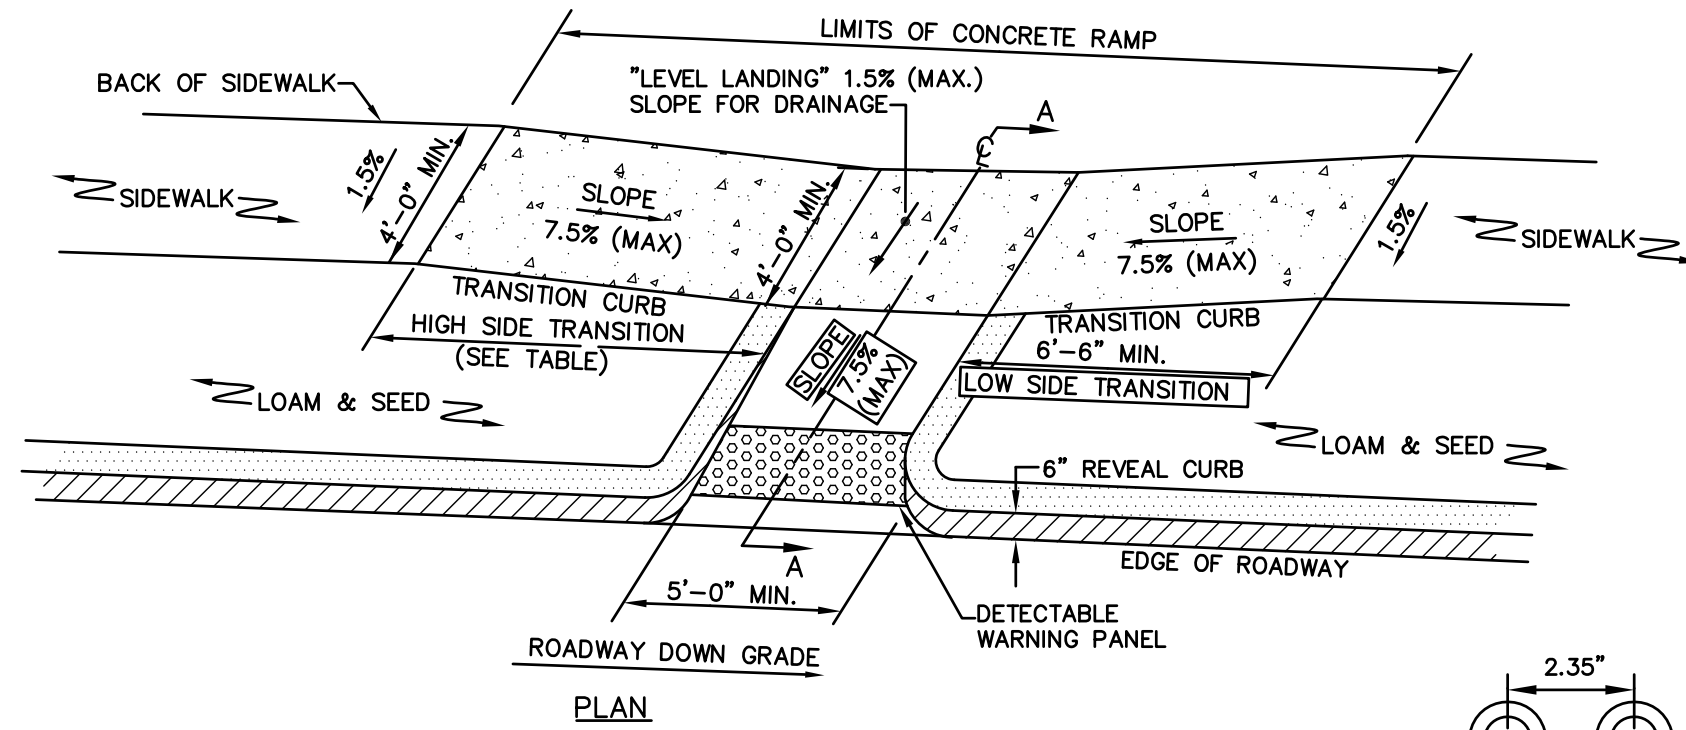 LIMITS OF CONCRETE RAMP
BACK OF SIDEWALK
"LEVEL LANDING" 1.5% (MAX.)
SLOPE FOR DRAINAGE
A
℄
1.5%
4'-0" MIN.
SIDEWALK
SLOPE
7.5% (MAX)
4'-0" MIN.
SLOPE
7.5% (MAX)
1.5%
SIDEWALK
TRANSITION CURB
HIGH SIDE TRANSITION
(SEE TABLE)
SLOPE
7.5%
(MAX)
TRANSITION CURB
6'-6" MIN.
LOW SIDE TRANSITION
LOAM & SEED
LOAM & SEED
6" REVEAL CURB
EDGE OF ROADWAY
A
5'-0" MIN.
DETECTABLE
WARNING PANEL
ROADWAY DOWN GRADE
PLAN
2.35"